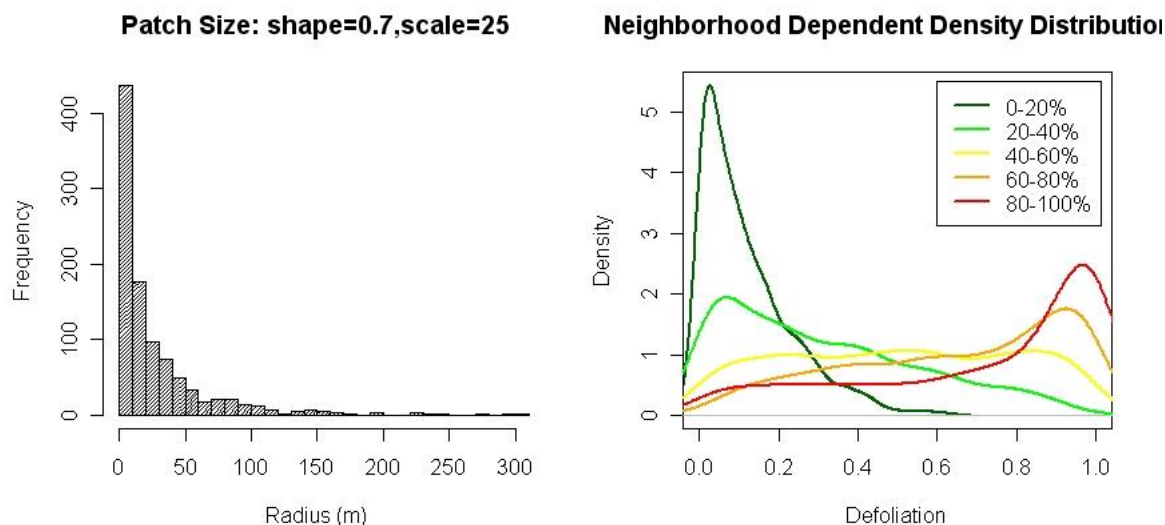 Patch Size: shape=0.7,scale=25
Frequency
400
300
200
100
0
0 50 100 150 200 250 300
Radius (m)
Neighborhood Dependent Density Distribution
Density
5
4
3
2
1
0
0-20%
20-40%
40-60%
60-80%
80-100%
0.0 0.2 0.4 0.6 0.8 1.0
Defoliation